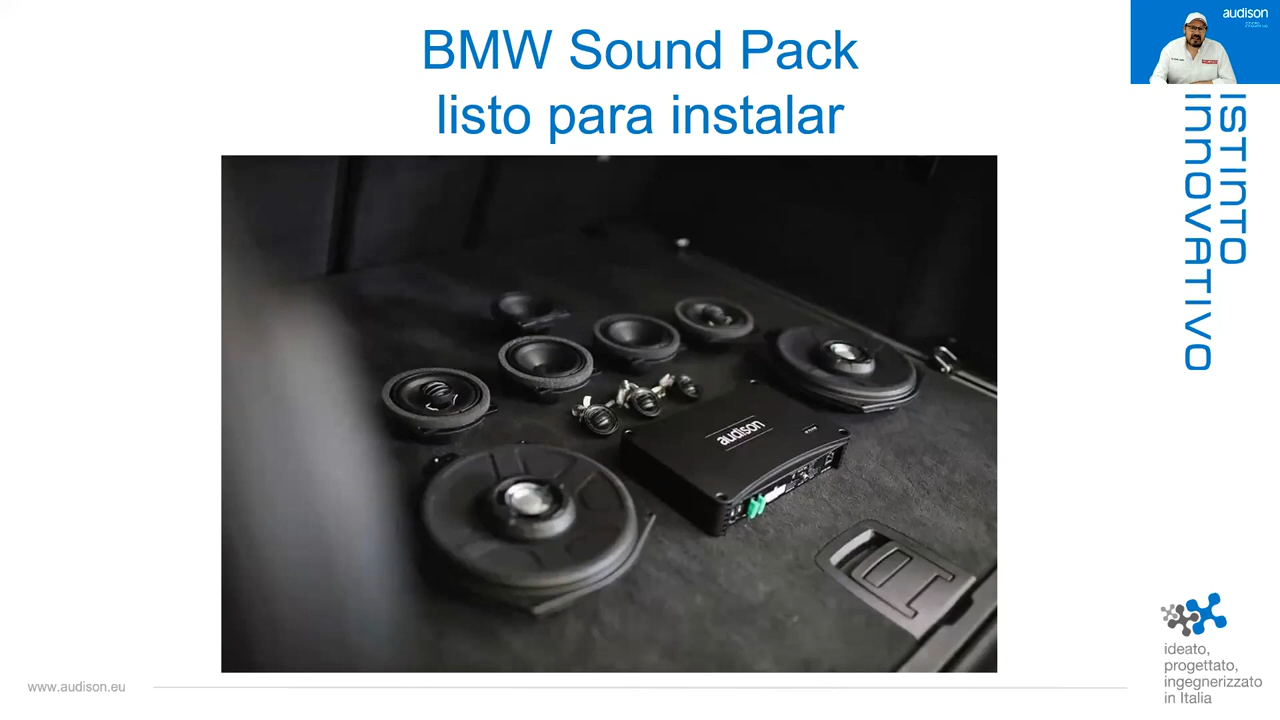 BMW Sound Pack
listo para instalar
audison
ISTINTO
INNOVATIVO
audison
www.audison.eu
ideato,
progettato,
ingegnerizzato
in Italia